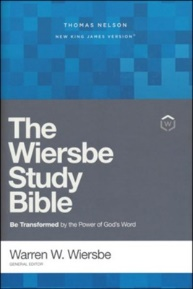 THOMAS NELSON
NEW KING JAMES VERSION™
W
The
Wiersbe
Study
Bible
Be Transformed by the Power of God's Word
Warren W. Wiersbe
GENERAL EDITOR